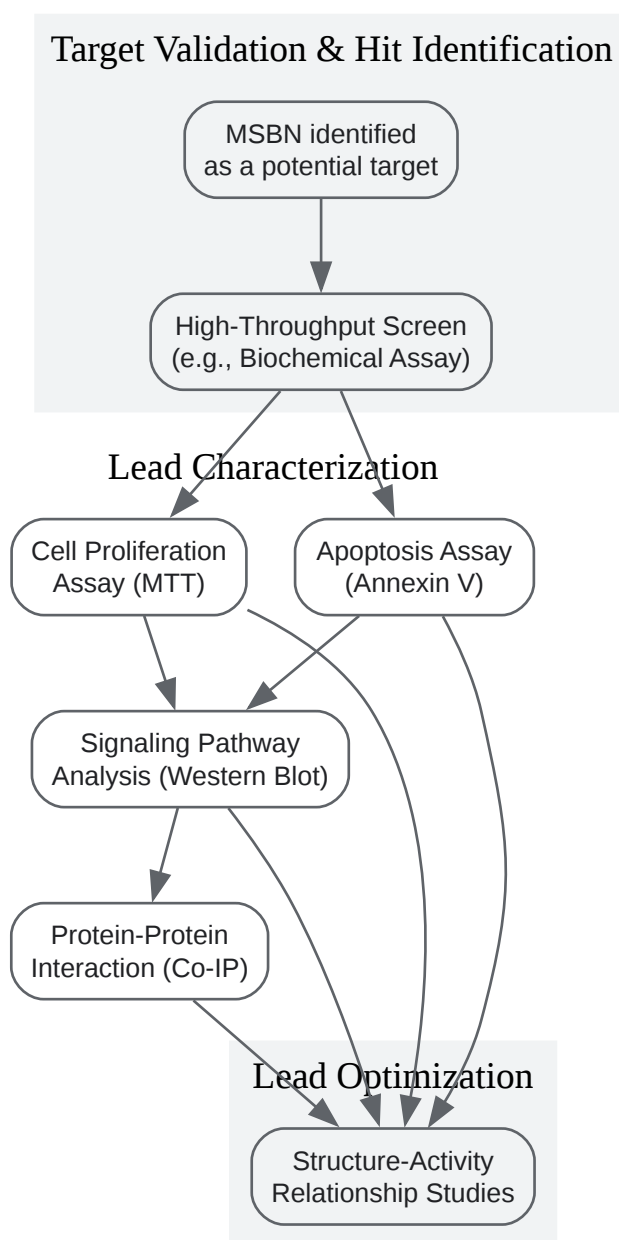 Target Validation & Hit Identification
MSBN identified
as a potential target
High-Throughput Screen
(e.g., Biochemical Assay)
Lead Characterization
Cell Proliferation
Assay (MTT)
Apoptosis Assay
(Annexin V)
Signaling Pathway
Analysis (Western Blot)
Protein-Protein
Interaction (Co-IP)
Lead Optimization
Structure-Activity
Relationship Studies